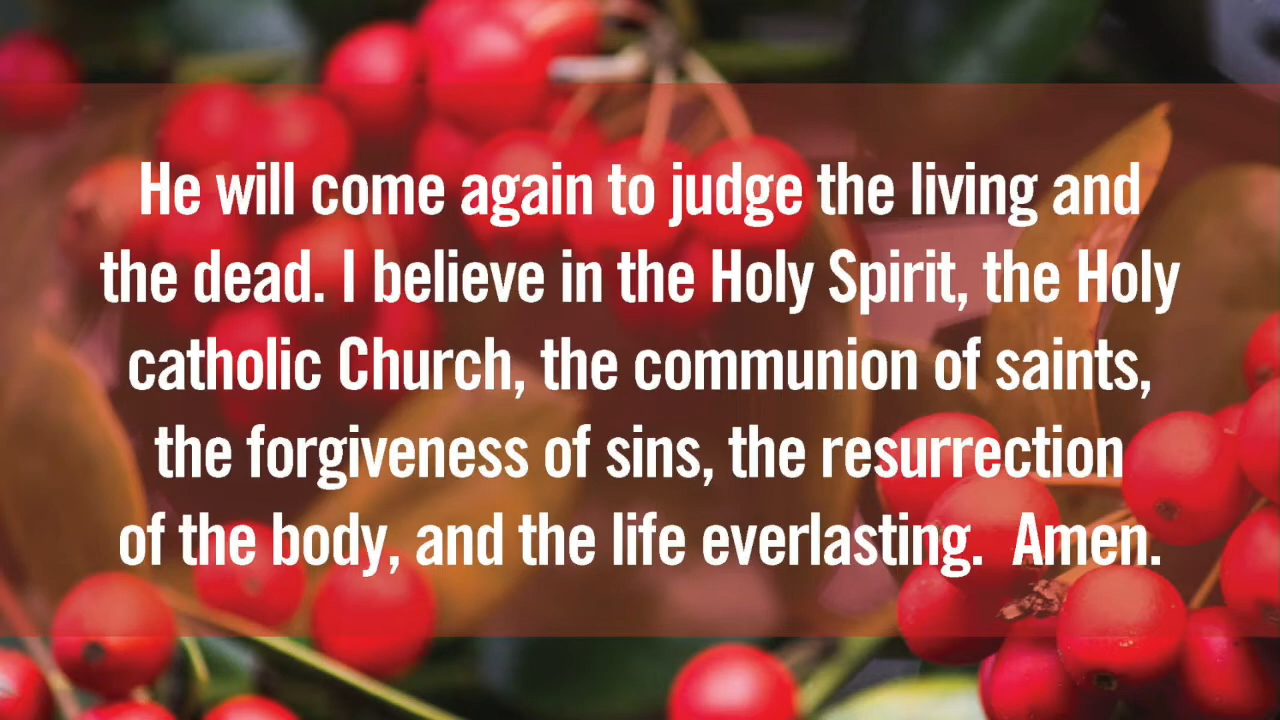 He will come again to judge the living and
the dead. I believe in the Holy Spirit, the Holy
catholic Church, the communion of saints,
the forgiveness of sins, the resurrection
of the body, and the life everlasting.  Amen.